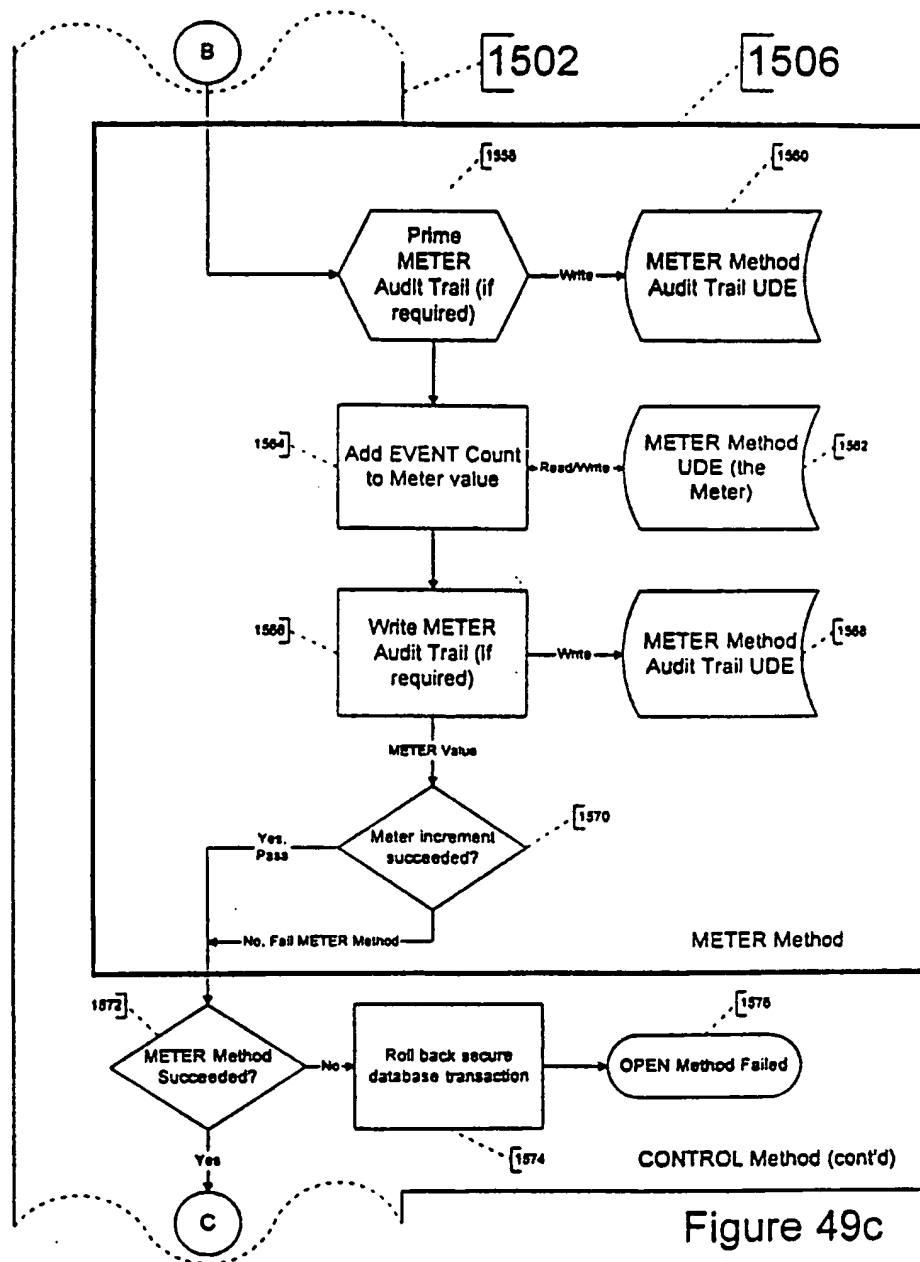 B
1502
1506
1558
1560
Prime
METER
Audit Trail (if
required)
Write
METER Method
Audit Trail UDE
1564
Add EVENT Count
to Meter value
Read/Write
METER Method
UDE (the
Meter)
1562
1566
Write METER
Audit Trail (if
required)
Write
METER Method
Audit Trail UDE
1568
METER Value
Yes,
Pass
Meter increment
succeeded?
1570
No, Fail METER Method
METER Method
1572
METER Method
Succeeded?
No
Roll back secure
database transaction
1576
OPEN Method Failed
1574
Yes
CONTROL Method (cont'd)
C
Figure 49c